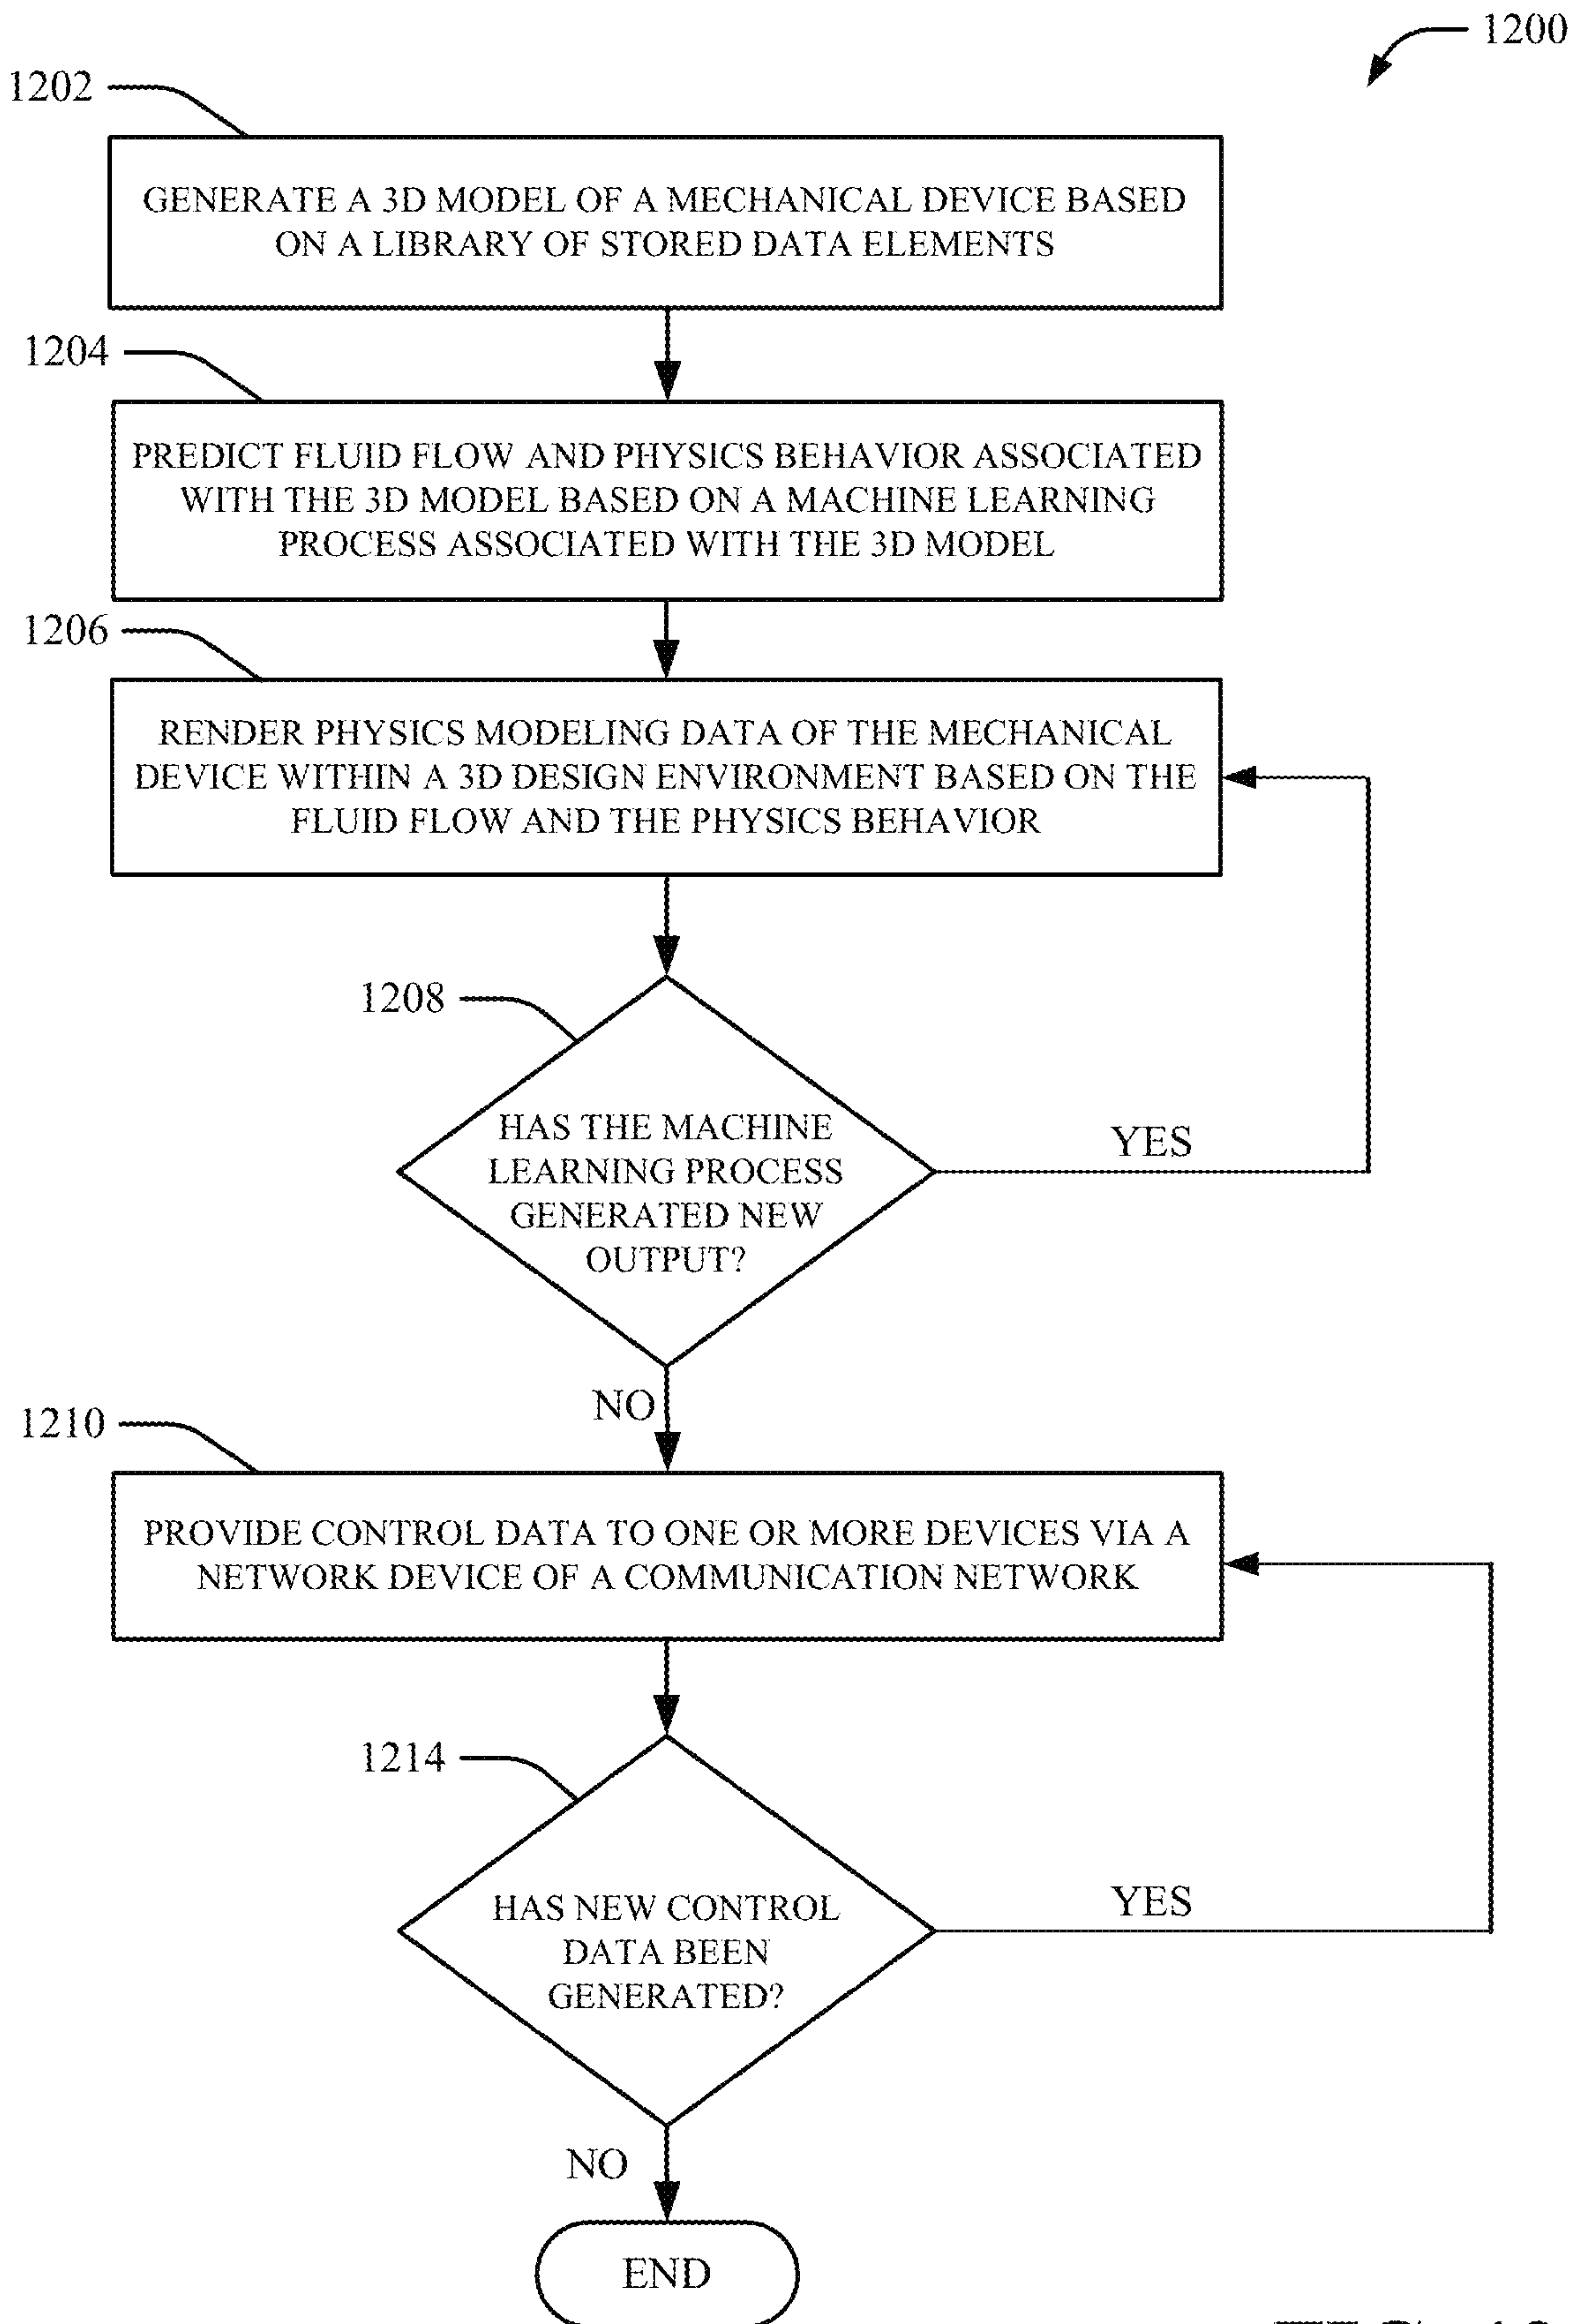 1200
1202
GENERATE A 3D MODEL OF A MECHANICAL DEVICE BASED
ON A LIBRARY OF STORED DATA ELEMENTS
1204
PREDICT FLUID FLOW AND PHYSICS BEHAVIOR ASSOCIATED
WITH THE 3D MODEL BASED ON A MACHINE LEARNING
PROCESS ASSOCIATED WITH THE 3D MODEL
1206
RENDER PHYSICS MODELING DATA OF THE MECHANICAL
DEVICE WITHIN A 3D DESIGN ENVIRONMENT BASED ON THE
FLUID FLOW AND THE PHYSICS BEHAVIOR
1208
HAS THE MACHINE
LEARNING PROCESS
GENERATED NEW
OUTPUT?
YES
NO
1210
PROVIDE CONTROL DATA TO ONE OR MORE DEVICES VIA A
NETWORK DEVICE OF A COMMUNICATION NETWORK
1214
HAS NEW CONTROL
DATA BEEN
GENERATED?
YES
NO
END